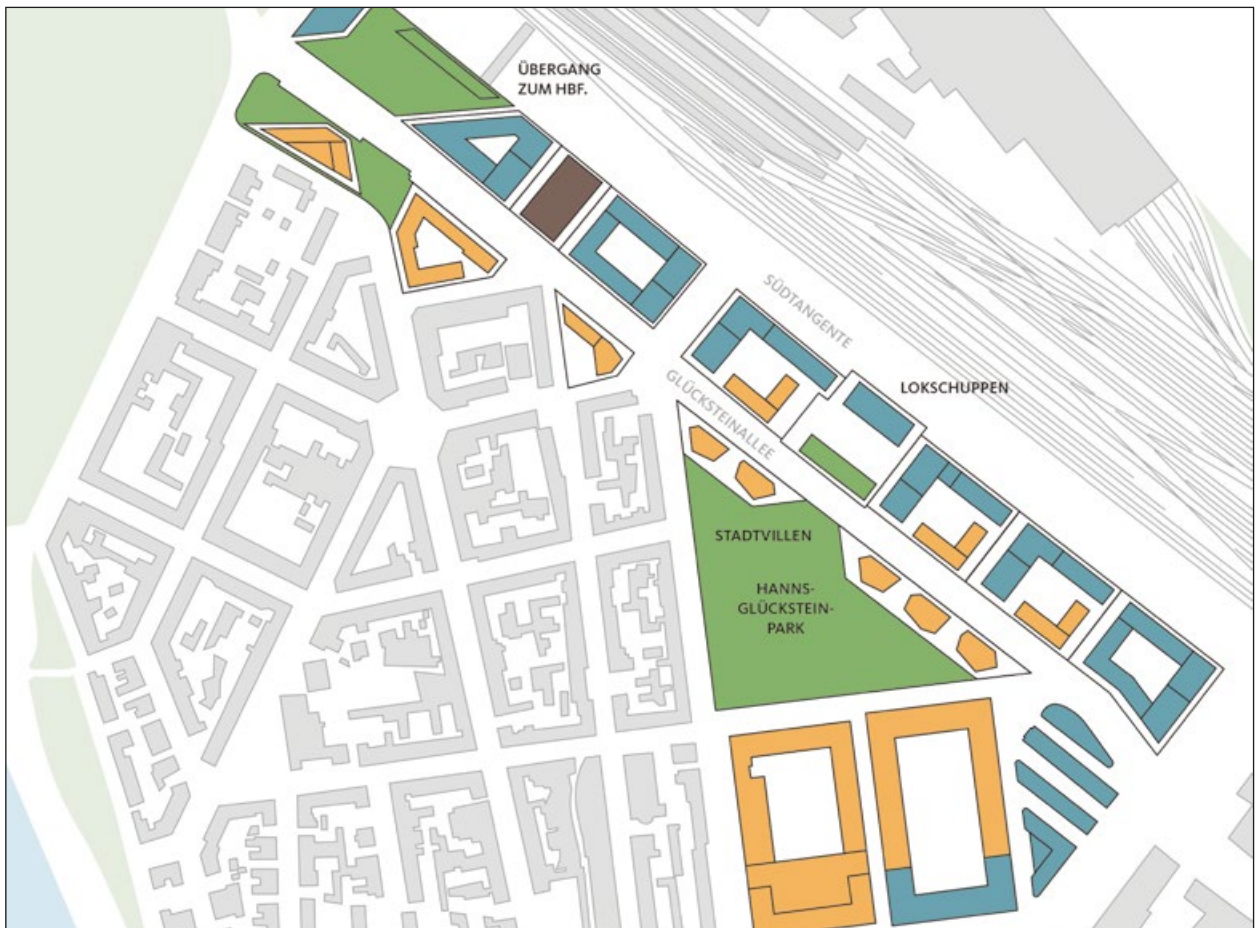 ÜBERGANG
ZUM HBF.
SÜDTANGENTE
LOKSCHUPPEN
GLÜCKSTEINALLEE
STADTVILLEN
HANNS-
GLÜCKSTEIN-
PARK